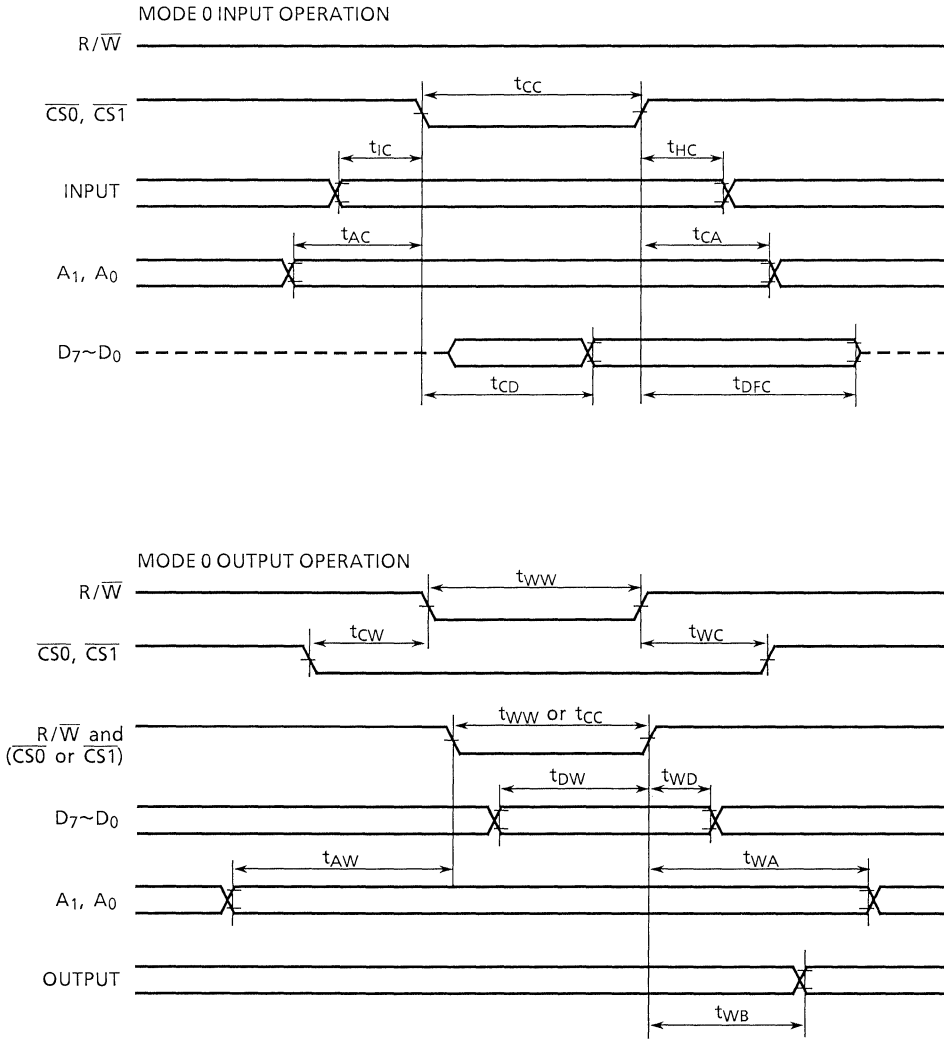 MODE 0 INPUT OPERATION
R/W̅
tCC
C̅S̅0̅, C̅S̅1̅
tIC
tHC
INPUT
tAC
tCA
A1, A0
D7~D0
tCD
tDFC
MODE 0 OUTPUT OPERATION
R/W̅
tWW
tCW
tWC
C̅S̅0̅, C̅S̅1̅
tWW or tCC
R/W̅ and
(C̅S̅0̅ or C̅S̅1̅)
tDW
tWD
D7~D0
tAW
tWA
A1, A0
OUTPUT
tWB